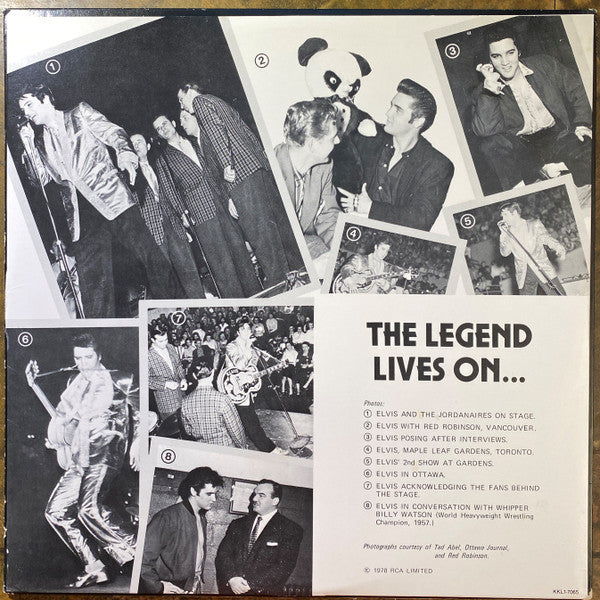 1
2
3
4
5
6
7
8
THE LEGEND
LIVES ON...
Photos:
1 ELVIS AND THE JORDANAIRES ON STAGE.
2 ELVIS WITH RED ROBINSON, VANCOUVER.
3 ELVIS POSING AFTER INTERVIEWS.
4 ELVIS, MAPLE LEAF GARDENS, TORONTO.
5 ELVIS' 2nd SHOW AT GARDENS.
6 ELVIS IN OTTAWA.
7 ELVIS ACKNOWLEDGING THE FANS BEHIND
THE STAGE.
8 ELVIS IN CONVERSATION WITH WHIPPER
BILLY WATSON (World Heavyweight Wrestling
Champion, 1957.)
Photographs courtesy of Ted Abel, Ottawa Journal,
and Red Robinson.
© 1978 RCA LIMITED
KKL1-7065